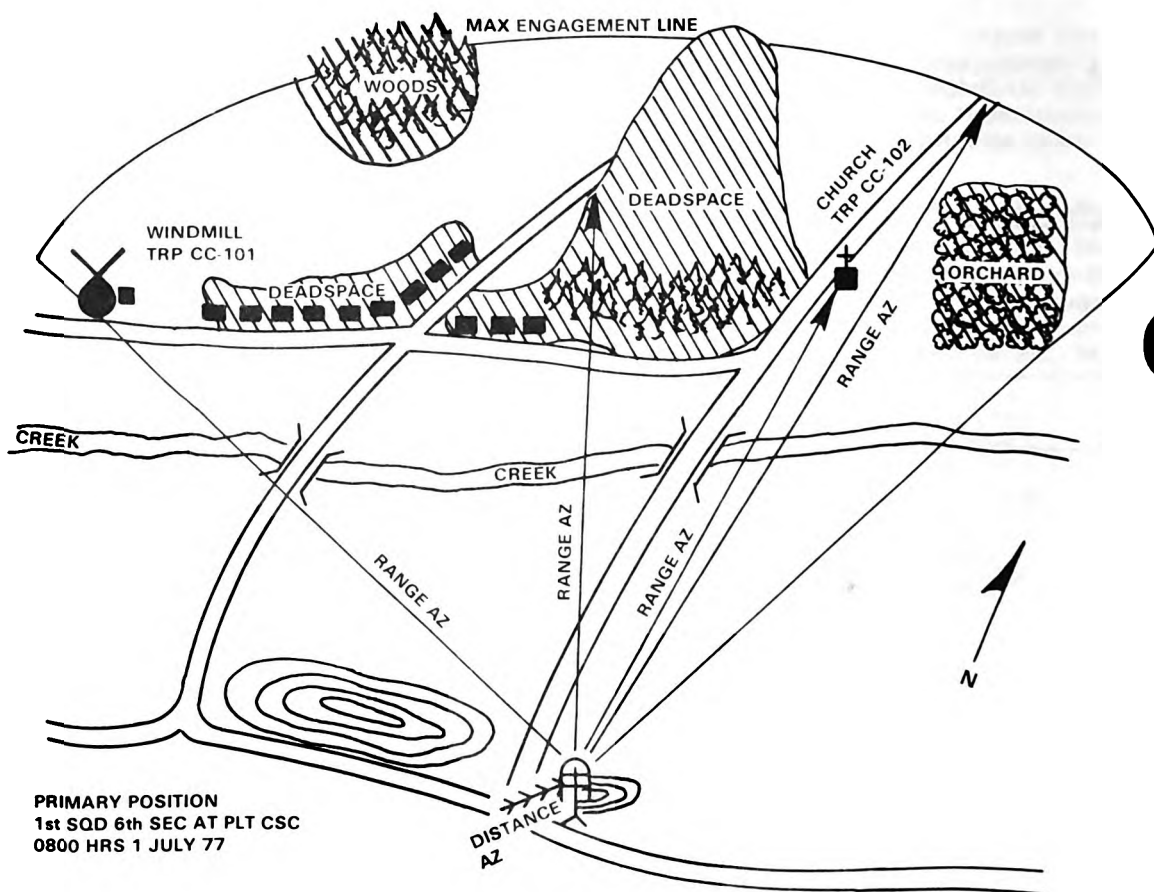 MAX ENGAGEMENT LINE
WOODS
CHURCH
TRP CC-102
DEADSPACE
WINDMILL
TRP CC-101
DEADSPACE
ORCHARD
RANGE AZ
CREEK
CREEK
RANGE AZ
RANGE AZ
RANGE AZ
N
PRIMARY POSITION
1st SQD 6th SEC AT PLT CSC
0800 HRS 1 JULY 77
DISTANCE
AZ